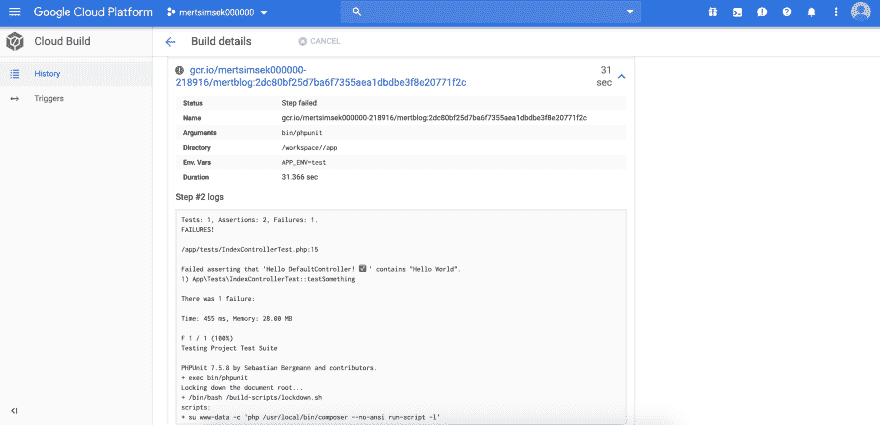 Google Cloud Platform
mertsimsek000000
Cloud Build
Build details
CANCEL
History
Triggers
gcr.io/mertsimsek000000-
218916/mertblog:2dc80bf25d7ba6f7355aea1dbdbe3f8e20771f2c
31
sec
Status Step failed
Name gcr.io/mertsimsek000000-218916/mertblog:2dc80bf25d7ba6f7355aea1dbdbe3f8e20771f2c
Arguments bin/phpunit
Directory /workspace//app
Env. Vars APP_ENV=test
Duration 31.366 sec
Step #2 logs
Tests: 1, Assertions: 2, Failures: 1.
FAILURES!
/app/tests/IndexControllerTest.php:15
Failed asserting that 'Hello DefaultController! ✅ ' contains "Hello World".
1) App\Tests\IndexControllerTest::testSomething
There was 1 failure:
Time: 455 ms, Memory: 28.00 MB
F 1 / 1 (100%)
Testing Project Test Suite
PHPUnit 7.5.8 by Sebastian Bergmann and contributors.
+ exec bin/phpunit
Locking down the document root...
+ /bin/bash /build-scripts/lockdown.sh
scripts:
+ su www-data -c 'php /usr/local/bin/composer --no-ansi run-script -l'